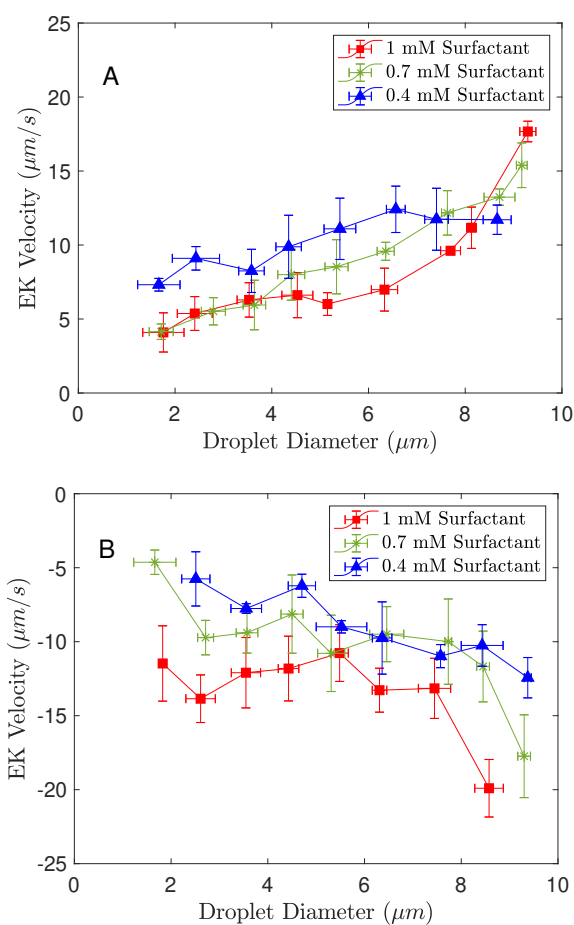 25
20
15
10
5
0
EK Velocity (μm/s)
A
1 mM Surfactant
0.7 mM Surfactant
0.4 mM Surfactant
0 2 4 6 8 10
Droplet Diameter (μm)
0
-5
-10
-15
-20
-25
EK Velocity (μm/s)
B
1 mM Surfactant
0.7 mM Surfactant
0.4 mM Surfactant
0 2 4 6 8 10
Droplet Diameter (μm)